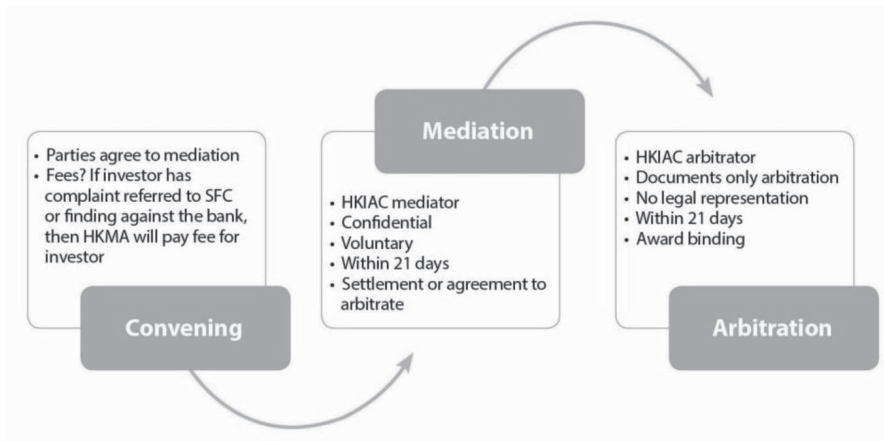 • Parties agree to mediation
• Fees? If investor has
complaint referred to SFC
or finding against the bank,
then HKMA will pay fee for
investor
Convening
Mediation
• HKIAC mediator
• Confidential
• Voluntary
• Within 21 days
• Settlement or agreement to
arbitrate
• HKIAC arbitrator
• Documents only arbitration
• No legal representation
• Within 21 days
• Award binding
Arbitration